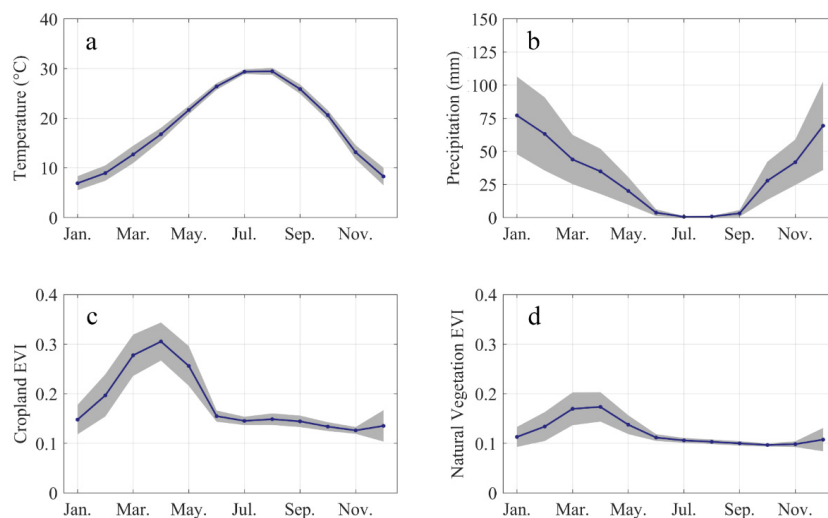 a
Temperature (°C)
40
30
20
10
0
Jan. Mar. May. Jul. Sep. Nov.
b
Precipitation (mm)
150
125
100
75
50
25
0
Jan. Mar. May. Jul. Sep. Nov.
c
Cropland EVI
0.4
0.3
0.2
0.1
0
Jan. Mar. May. Jul. Sep. Nov.
d
Natural Vegetation EVI
0.4
0.3
0.2
0.1
0
Jan. Mar. May. Jul. Sep. Nov.